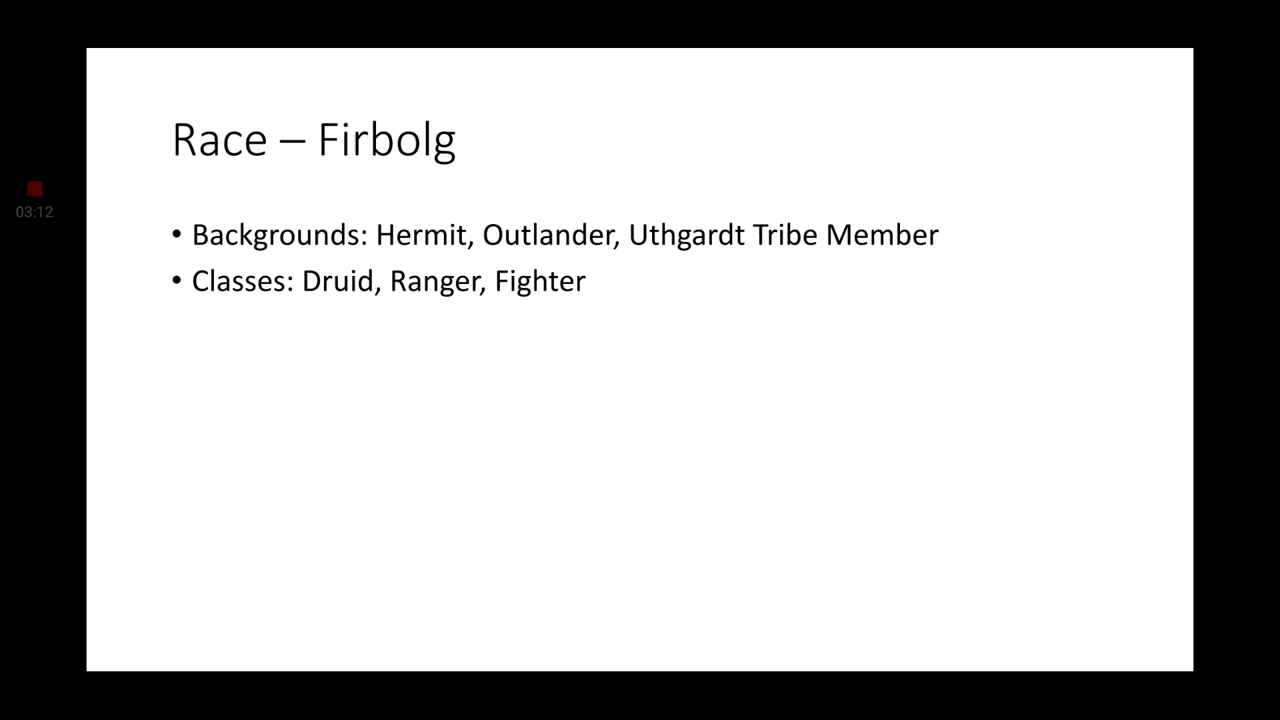 Race – Firbolg
03:12
• Backgrounds: Hermit, Outlander, Uthgardt Tribe Member
• Classes: Druid, Ranger, Fighter